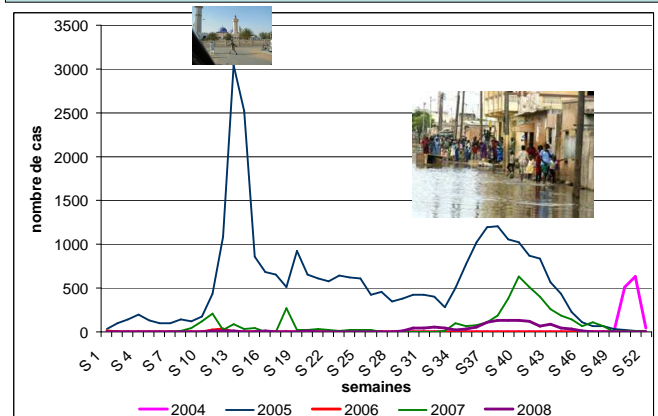 3500
3000
2500
2000
1500
1000
500
0
nombre de cas
S 1
S 4
S 7
S 10
S 13
S 16
S 19
S 22
S 25
S 28
S 31
S 34
S37
S 40
S 43
S 46
S 49
S 52
semaines
2004
2005
2006
2007
2008